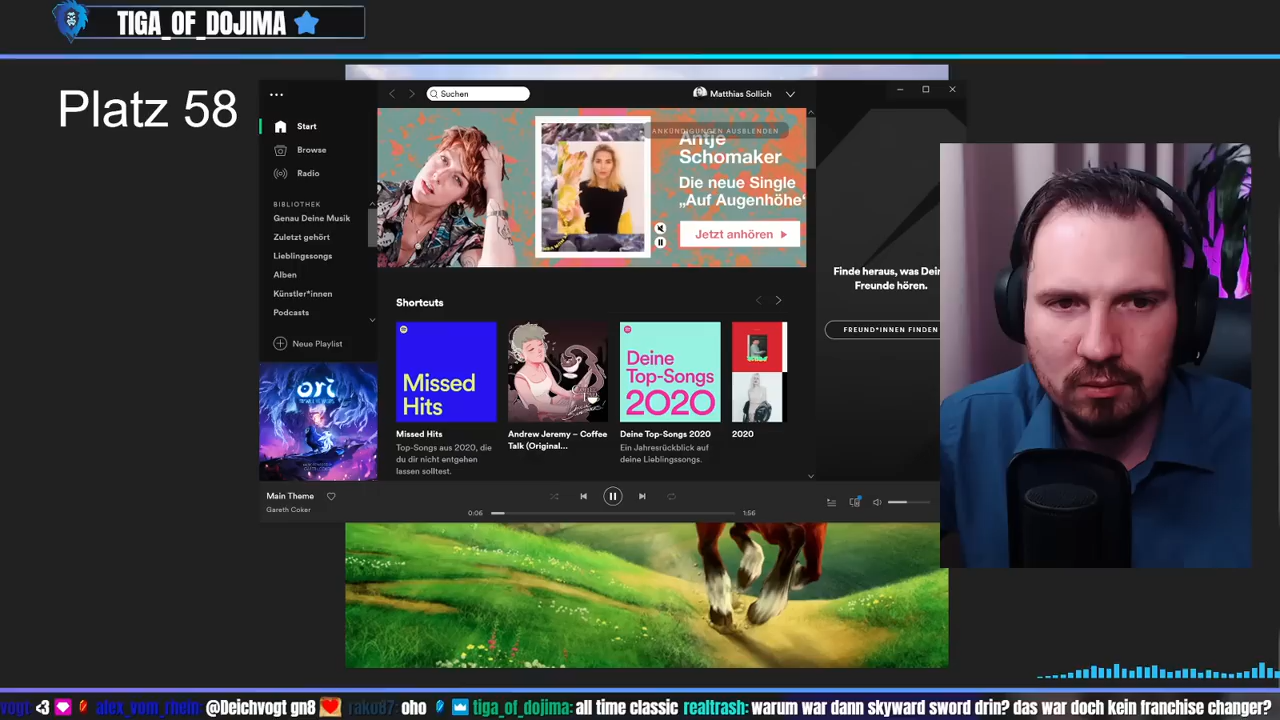 TIGA_OF_DOJIMA
Platz 58
Suchen
Matthias Sollich
Start
Browse
Radio
BIBLIOTHEK
Genau Deine Musik
Zuletzt gehört
Lieblingssongs
Alben
Künstler*innen
Podcasts
Neue Playlist
ANKÜNDIGUNGEN AUSBLENDEN
Antje
Schomaker
Die neue Single
„Auf Augenhöhe“
Jetzt anhören
Finde heraus, was Dein
Freunde hören.
FREUND*INNEN FINDEN
Shortcuts
Missed
Hits
Deine
Top-Songs
2020
Missed Hits
Top-Songs aus 2020, die
du dir nicht entgehen
lassen solltest.
Andrew Jeremy – Coffee
Talk (Original...
Deine Top-Songs 2020
Ein Jahresrückblick auf
deine Lieblingssongs.
2020
ori
Main Theme
Gareth Coker
0:06
1:56
vogt <3 alex_vom_rhein: @Deichvogt gn8 rako87: oho tiga_of_dojima: all time classic realtrash: warum war dann skyward sword drin? das war doch kein franchise changer?